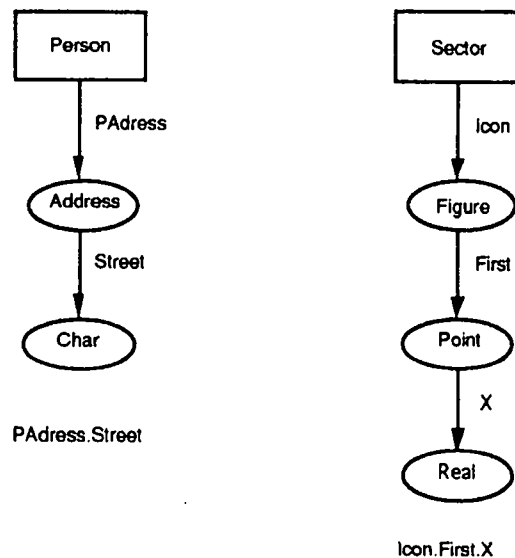 Person
PAdress
Address
Street
Char
PAdress.Street
Sector
Icon
Figure
First
Point
X
Real
Icon.First.X